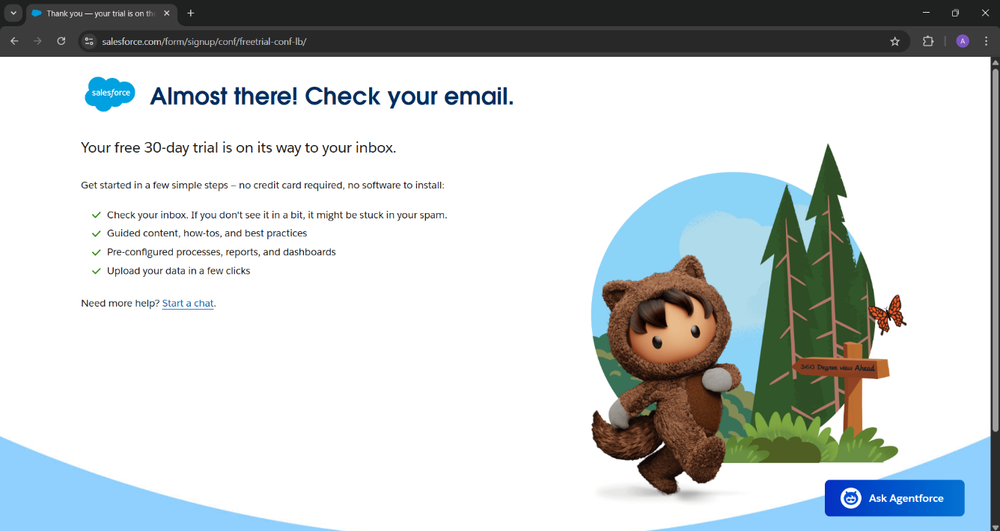 Thank you — your trial is on th
salesforce.com/form/signup/conf/freetrial-conf-lb/
A
salesforce
Almost there! Check your email.
Your free 30-day trial is on its way to your inbox.
Get started in a few simple steps – no credit card required, no software to install:
Check your inbox. If you don't see it in a bit, it might be stuck in your spam.
Guided content, how-tos, and best practices
Pre-configured processes, reports, and dashboards
Upload your data in a few clicks
Need more help? Start a chat.
360 Degree view Ahead
Ask Agentforce